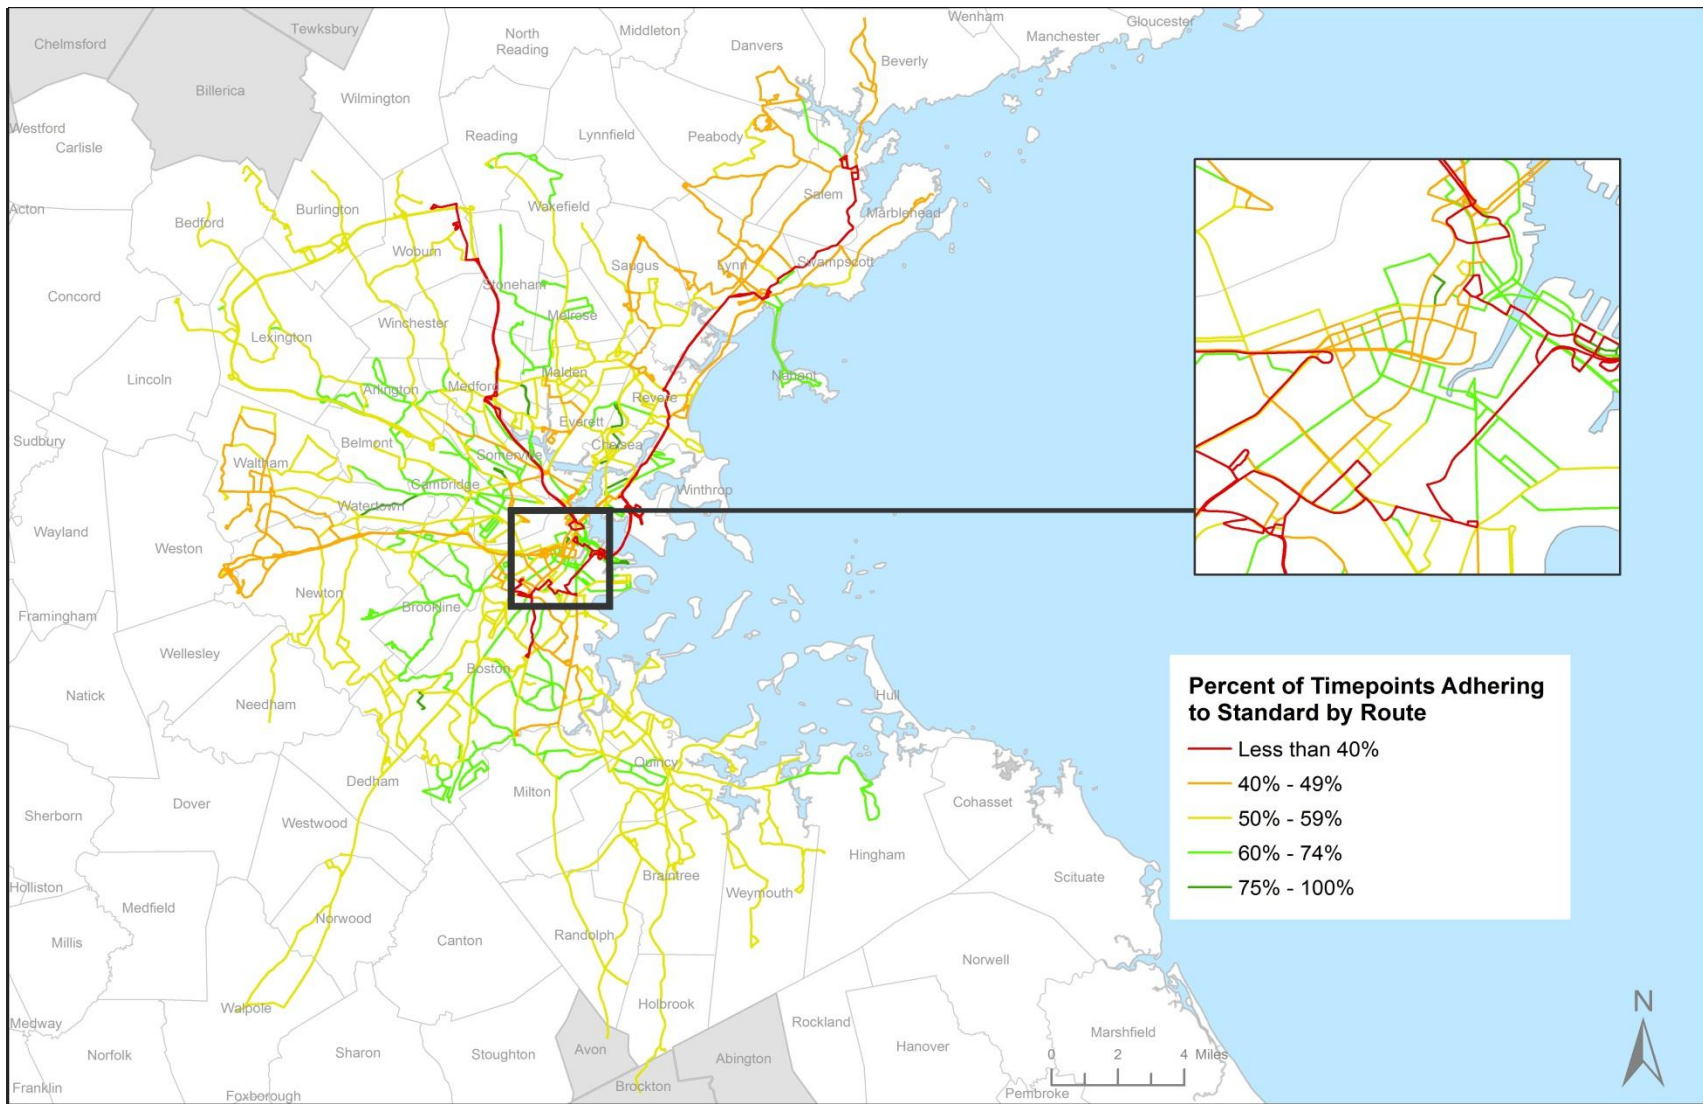 Tewksbury
Chelmsford
North
Reading
Middleton
Danvers
Wenham
Gloucester
Manchester
Beverly
Billerica
Wilmington
Westford
Carlisle
Reading
Lynnfield
Peabody
Acton
Bedford
Burlington
Wakefield
Salem
Marblehead
Woburn
Saugus
Lynn
Swampscott
Concord
Stoneham
Melrose
Winchester
Lexington
Lincoln
Arlington
Medford
Malden
Nahant
Revere
Everett
Sudbury
Belmont
Chelsea
Somerville
Waltham
Cambridge
Winthrop
Watedown
Wayland
Weston
Newton
Brookline
Framingham
Wellesley
Boston
Natick
Needham
Hull
Percent of Timepoints Adhering
to Standard by Route
Less than 40%
40% - 49%
50% - 59%
60% - 74%
75% - 100%
Quincy
Dedham
Milton
Sherborn
Dover
Westwood
Cohasset
Hingham
Scituate
Braintree
Weymouth
Holliston
Medfield
Norwood
Millis
Canton
Randolph
Norwell
Walpole
Holbrook
Medway
Rockland
Marshfield
Norfolk
Sharon
Stoughton
Avon
Abington
Hanover
0 2 4 Miles
Franklin
Foxborough
Brockton
Pembroke
N